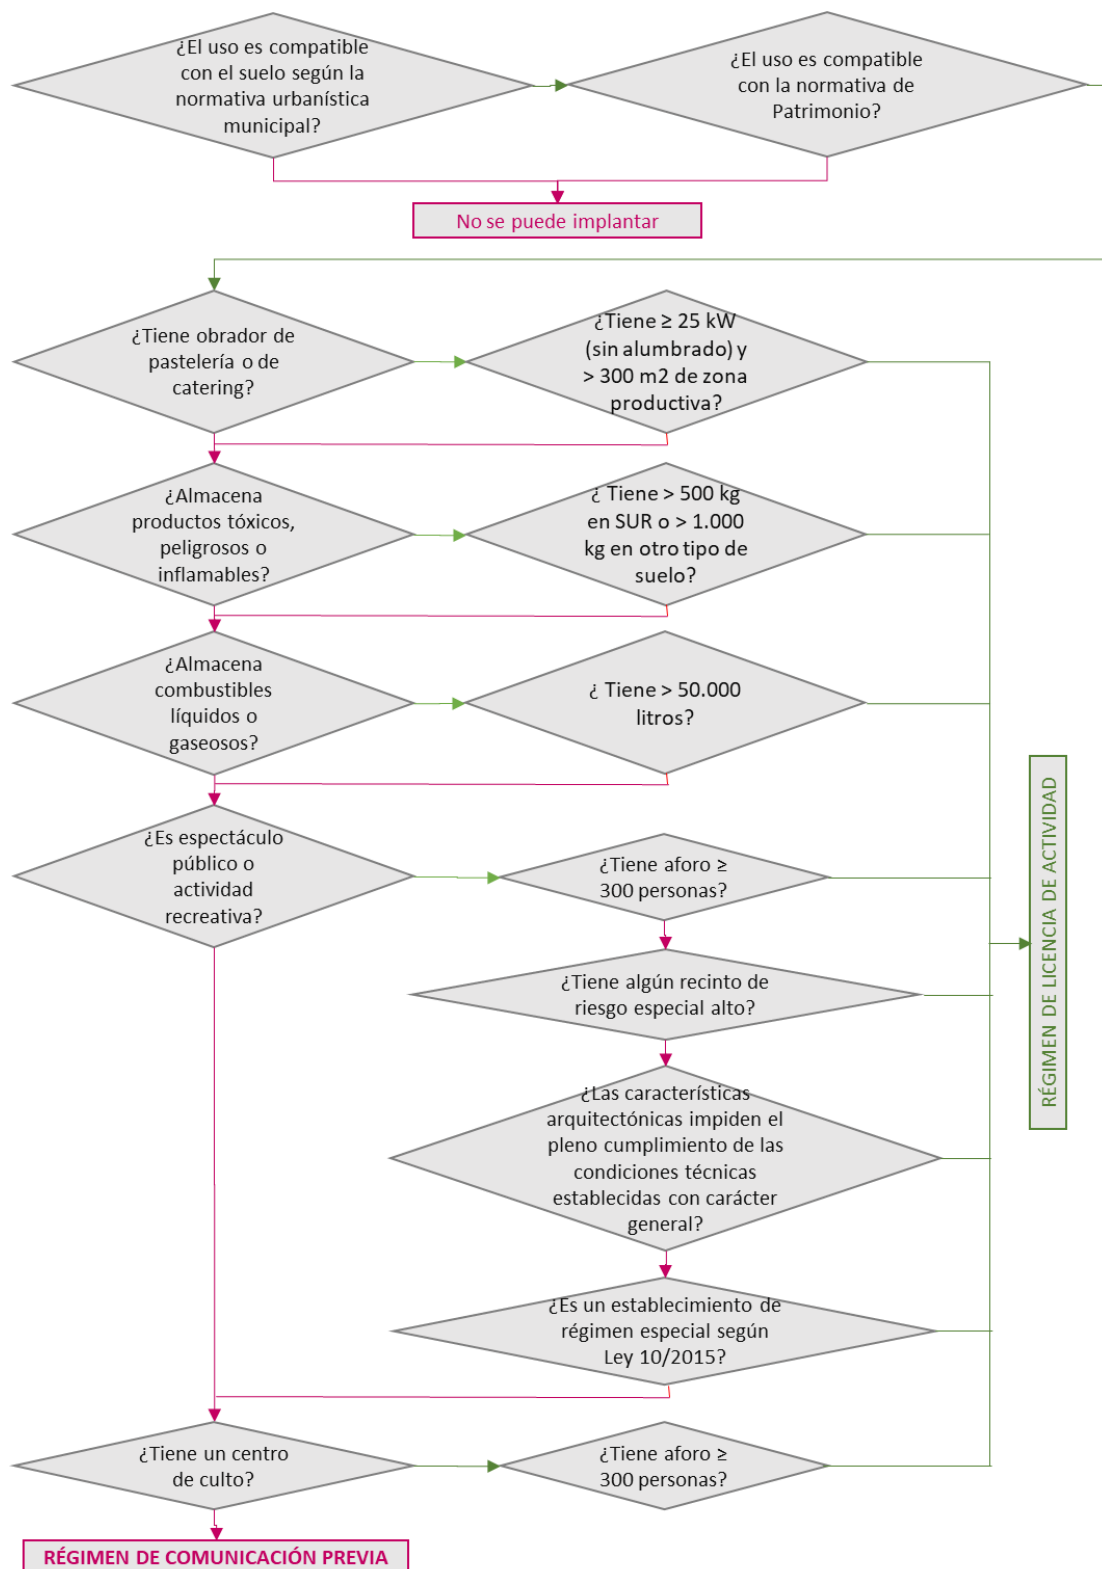 ¿El uso es compatible
con el suelo según la
normativa urbanística
municipal?
¿El uso es compatible
con la normativa de
Patrimonio?
No se puede implantar
¿Tiene obrador de
pastelería o de
catering?
¿Tiene ≥ 25 kW
(sin alumbrado) y
> 300 m2 de zona
productiva?
¿Almacena
productos tóxicos,
peligrosos o
inflamables?
¿ Tiene > 500 kg
en SUR o > 1.000
kg en otro tipo de
suelo?
¿Almacena
combustibles
líquidos o
gaseosos?
¿ Tiene > 50.000
litros?
¿Es espectáculo
público o
actividad
recreativa?
¿Tiene aforo ≥
300 personas?
¿Tiene algún recinto de
riesgo especial alto?
¿Las características
arquitectónicas impiden el
pleno cumplimiento de las
condiciones técnicas
establecidas con carácter
general?
¿Es un establecimiento de
régimen especial según
Ley 10/2015?
¿Tiene un centro
de culto?
¿Tiene aforo ≥
300 personas?
RÉGIMEN DE LICENCIA DE ACTIVIDAD
RÉGIMEN DE COMUNICACIÓN PREVIA